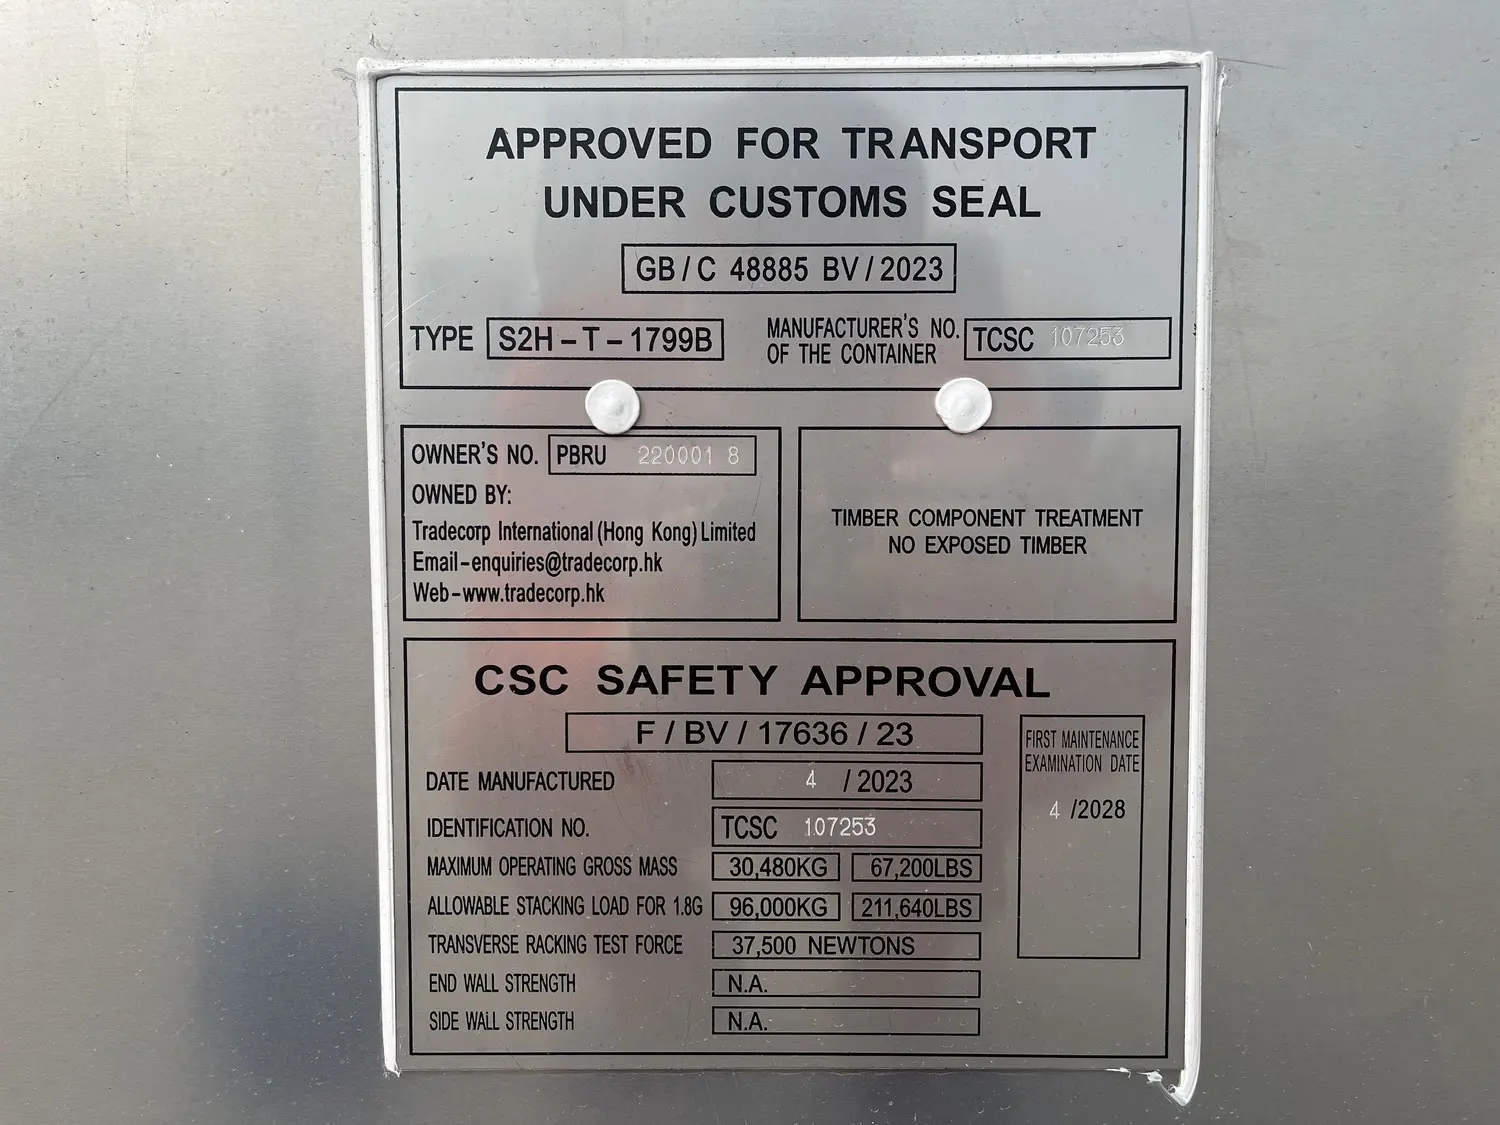 APPROVED FOR TRANSPORT
UNDER CUSTOMS SEAL
GB/C 48885 BV/2023
TYPE S2H-T-1799B
MANUFACTURER'S NO.
OF THE CONTAINER
TCSC 107253
OWNER'S NO. PBRU 220001 8
OWNED BY:
Tradecorp International (Hong Kong) Limited
Email-enquiries@tradecorp.hk
Web-www.tradecorp.hk
TIMBER COMPONENT TREATMENT
NO EXPOSED TIMBER
CSC SAFETY APPROVAL
F/BV/17636/23
DATE MANUFACTURED 4 /2023
IDENTIFICATION NO. TCSC 107253
MAXIMUM OPERATING GROSS MASS 30,480KG 67,200LBS
ALLOWABLE STACKING LOAD FOR 1.8G 96,000KG 211,640LBS
TRANSVERSE RACKING TEST FORCE 37,500 NEWTONS
END WALL STRENGTH N.A.
SIDE WALL STRENGTH N.A.
FIRST MAINTENANCE
EXAMINATION DATE
4 /2028